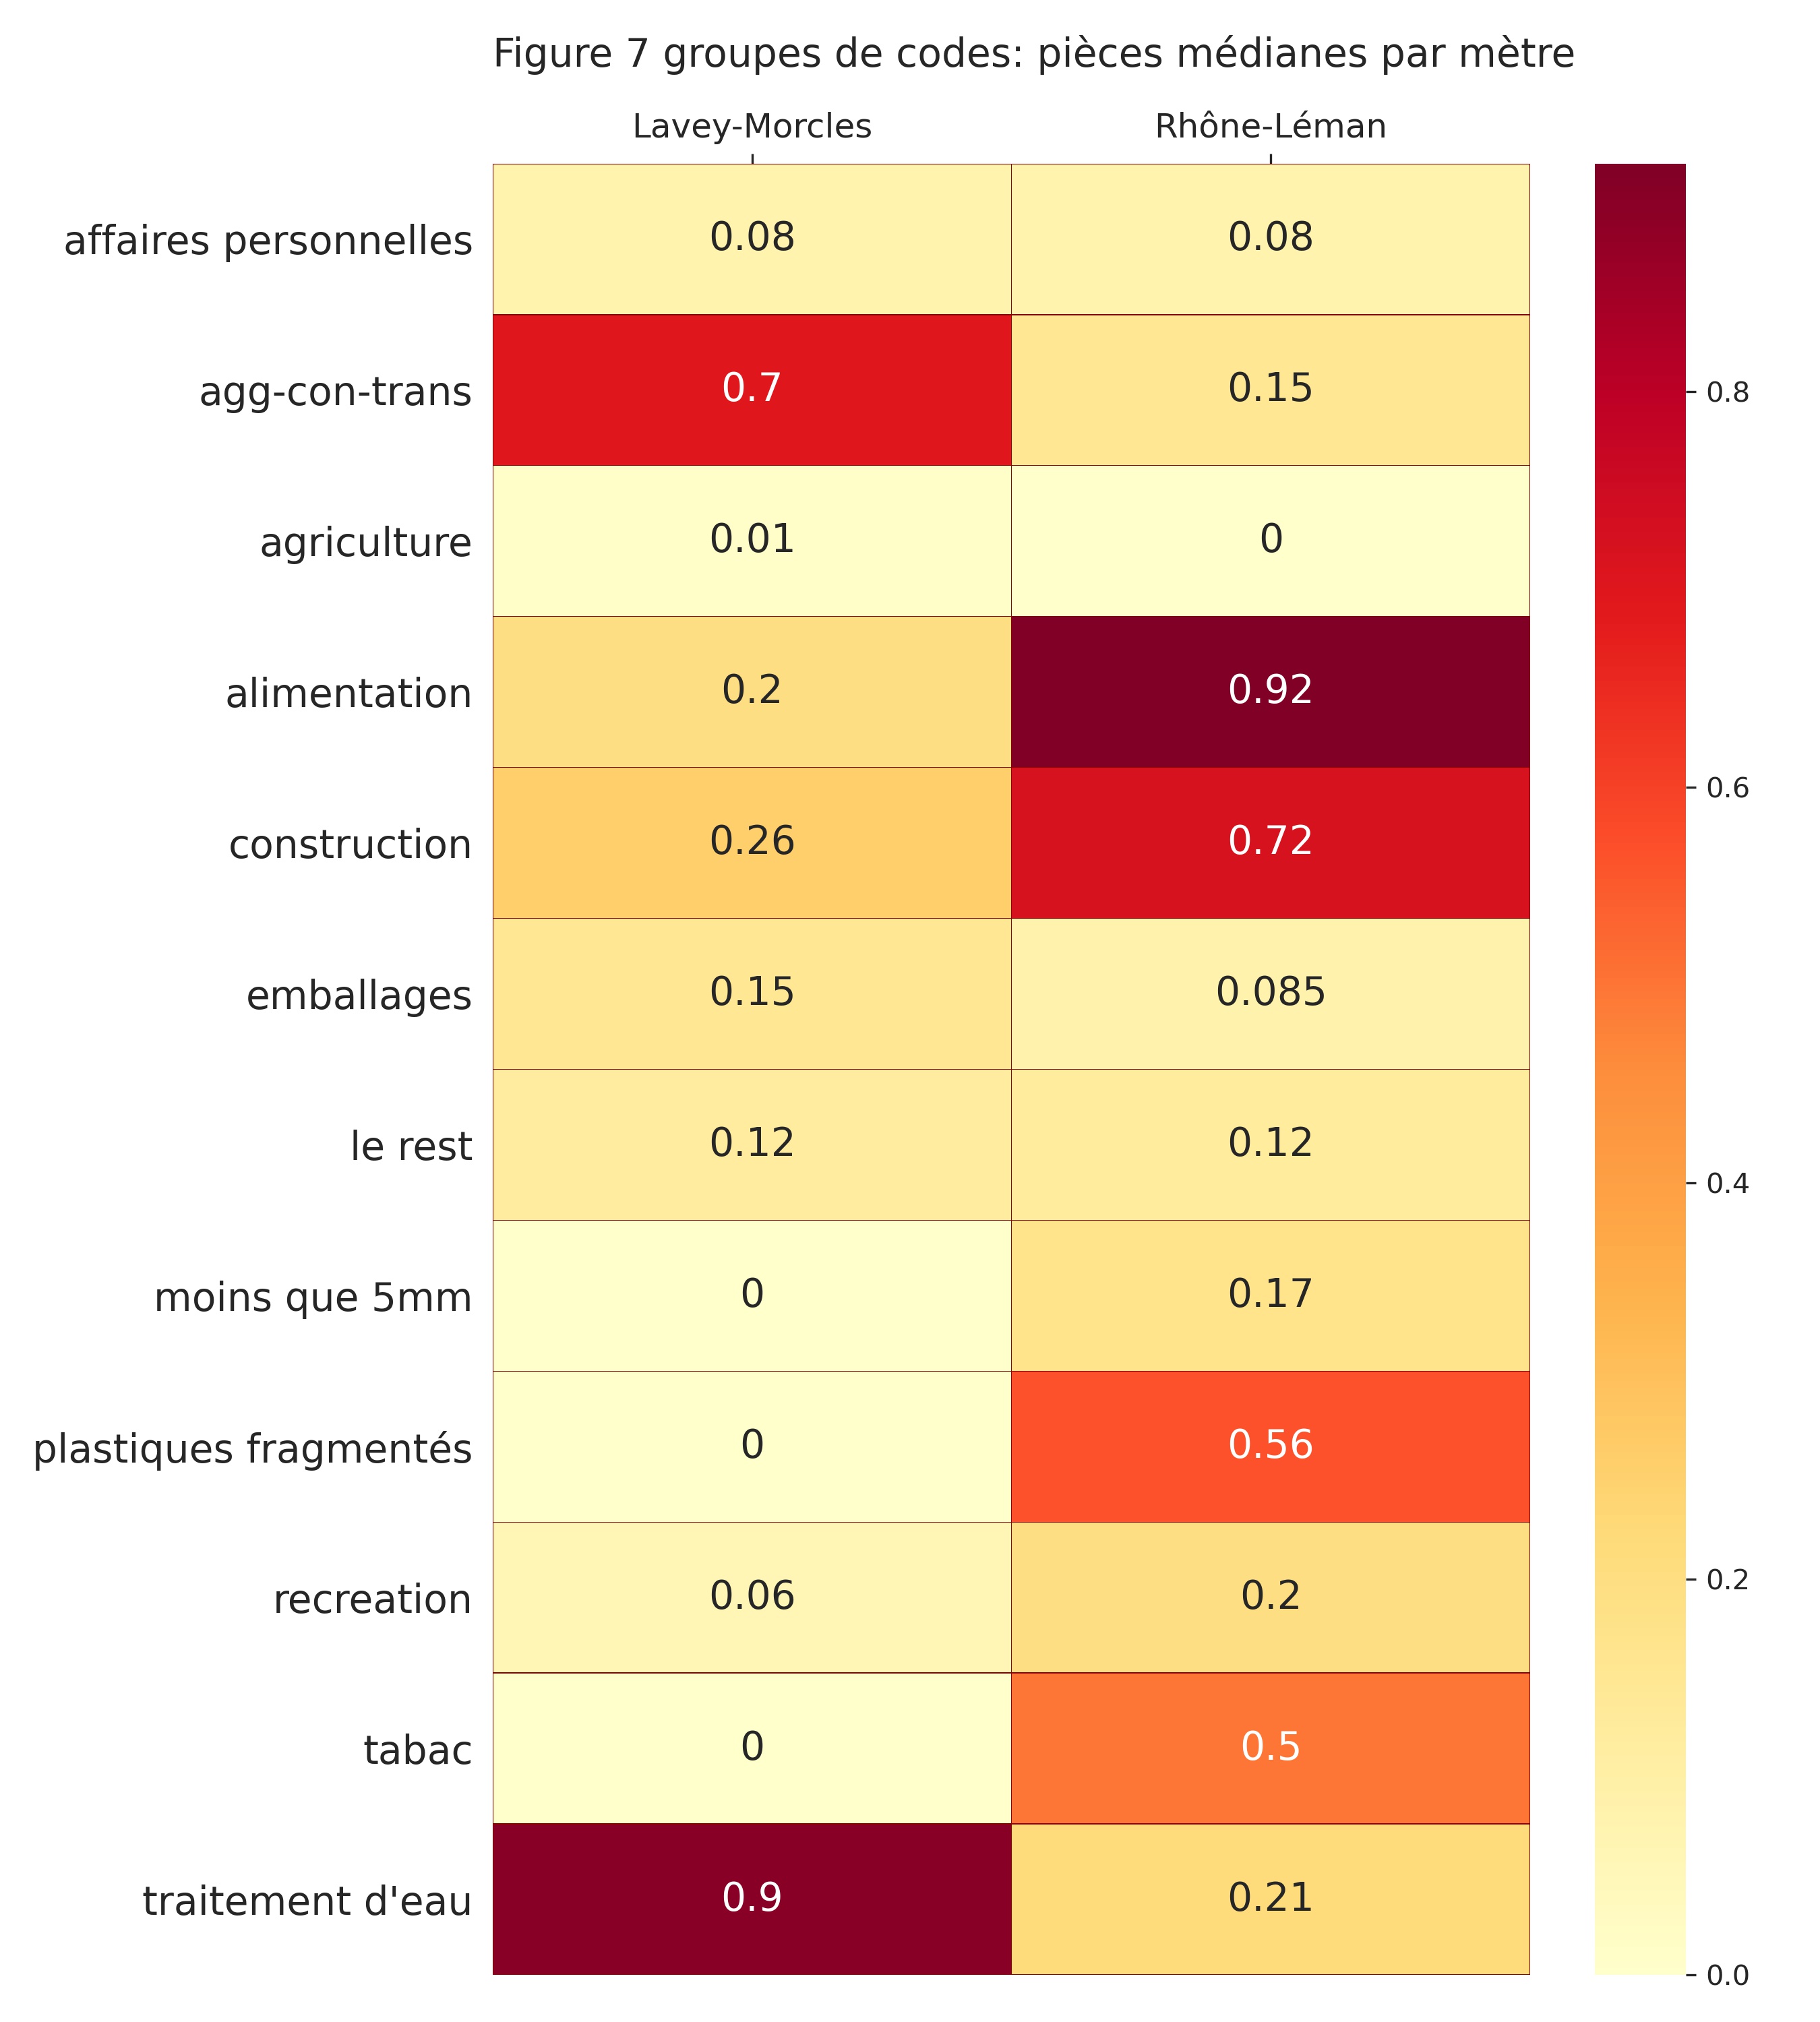 Figure 7 groupes de codes: pièces médianes par mètre
Lavey-Morcles Rhône-Léman
affaires personnelles 0.08 0.08
agg-con-trans 0.7 0.15
0.8
agriculture 0.01 0
alimentation 0.2 0.92
0.6
construction 0.26 0.72
emballages 0.15 0.085
le rest 0.12 0.12
0.4
moins que 5mm 0 0.17
plastiques fragmentés 0 0.56
0.2
recreation 0.06 0.2
tabac 0 0.5
traitement d'eau 0.9 0.21
0.0